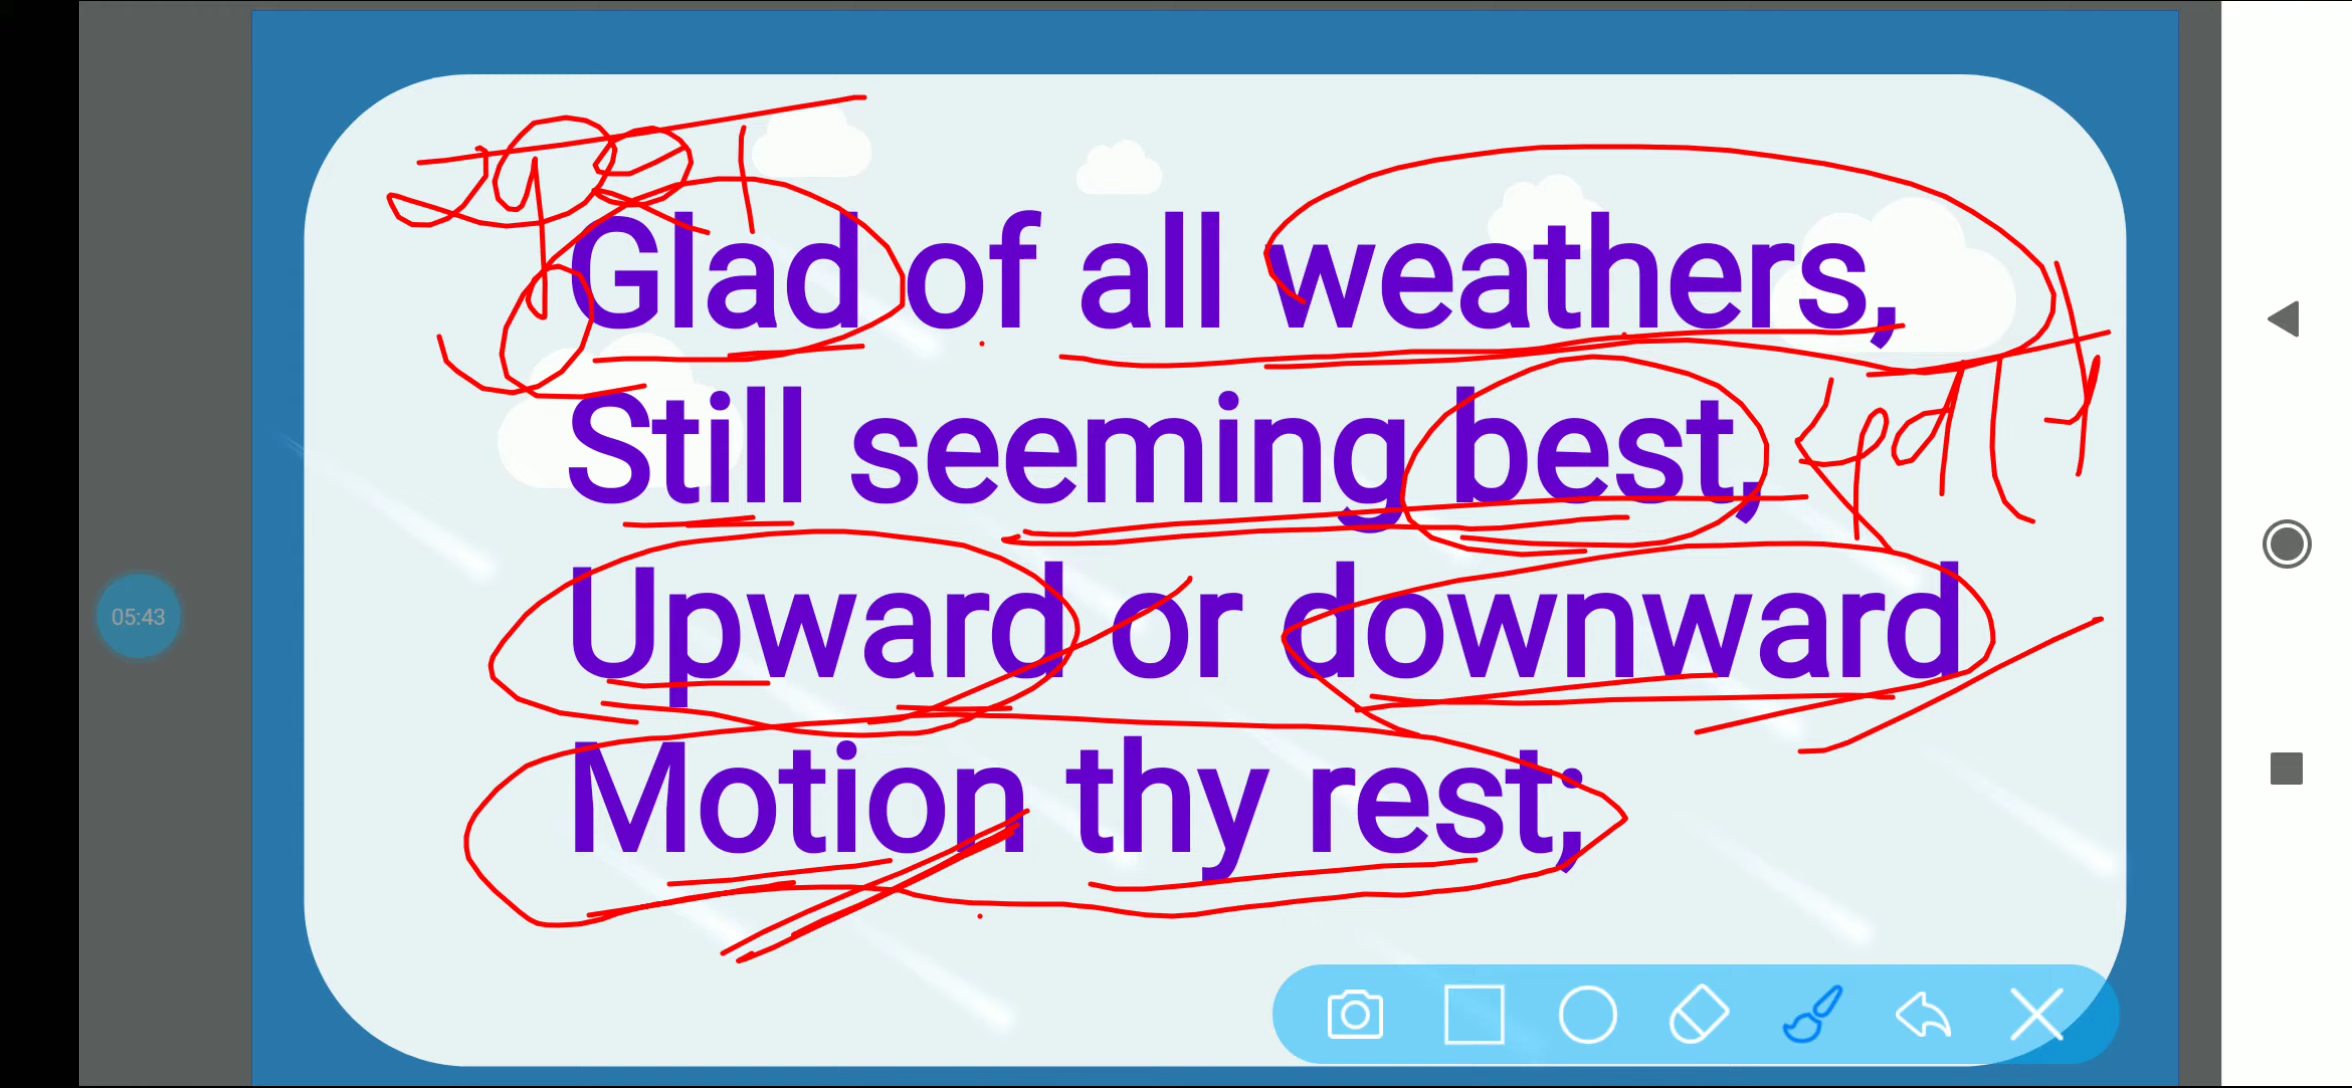 Glad of all weathers,
Still seeming best,
Upward or downward
Motion thy rest;
05:43